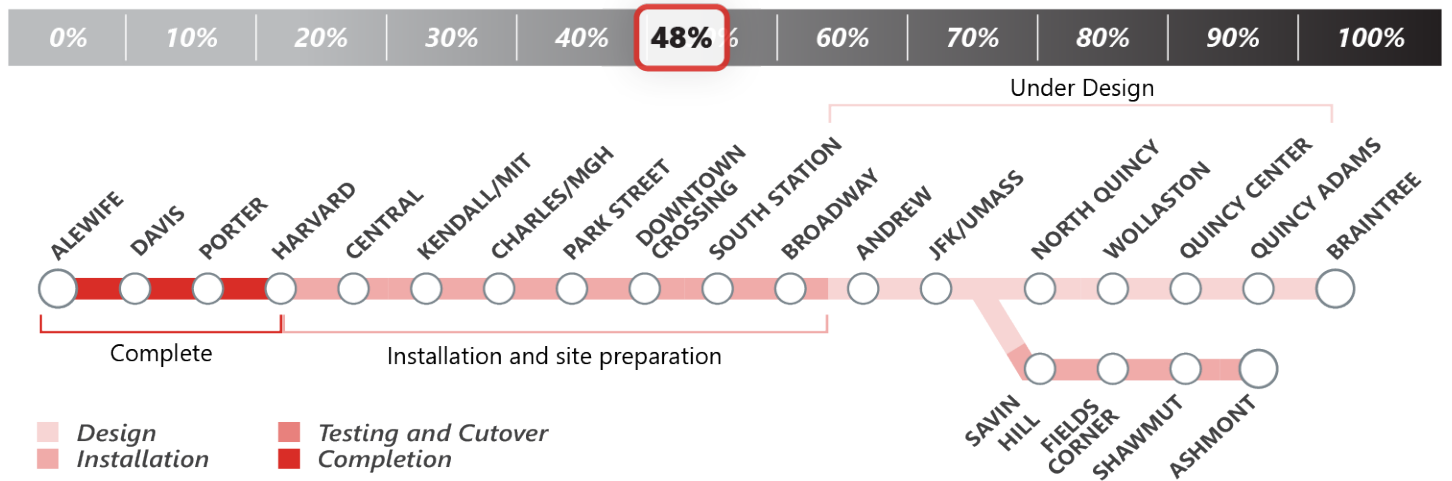 0% 10% 20% 30% 40% 48% % 60% 70% 80% 90% 100%
Under Design
ALEWIFE
DAVIS
PORTER
HARVARD
CENTRAL
KENDALL/MIT
CHARLES/MGH
PARK STREET
DOWNTOWN
CROSSING
SOUTH STATION
BROADWAY
ANDREW
JFK/UMASS
NORTH QUINCY
WOLLASTON
QUINCY CENTER
QUINCY ADAMS
BRAINTREE
Complete
Installation and site preparation
SAVIN
HILL
FIELDS
CORNER
SHAWMUT
ASHMONT
Design
Installation
Testing and Cutover
Completion